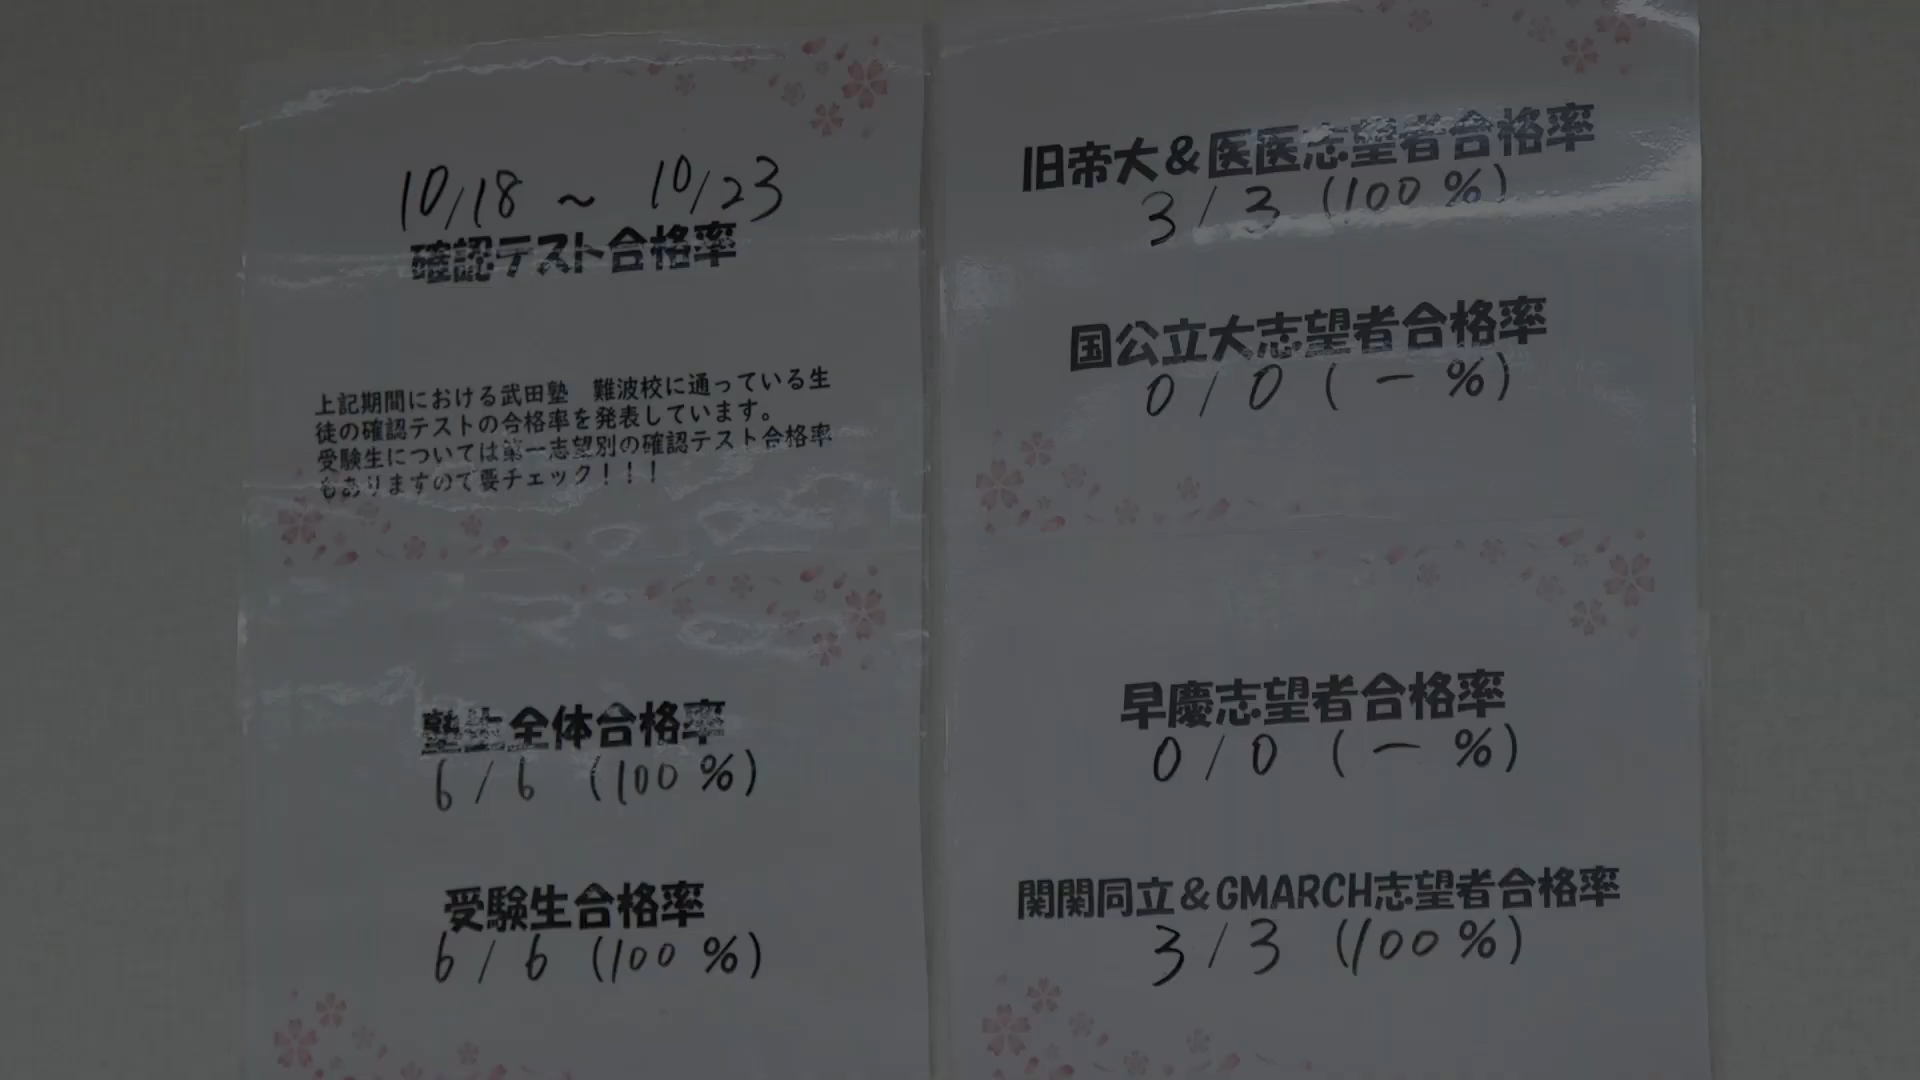 10/18 ～ 10/23
確認テスト合格率
上記期間における武田塾　難波校に通っている生
徒の確認テストの合格率を発表しています。
受験生については第一志望別の確認テスト合格率
もありますので要チェック！！！
塾生全体合格率
6 / 6 (100 %)
受験生合格率
6 / 6 (100 %)
旧帝大＆医医志望者合格率
3 / 3 (100 %)
国公立大志望者合格率
0 / 0 ( ー %)
早慶志望者合格率
0 / 0 ( ー %)
関関同立＆GMARCH志望者合格率
3 / 3 (100 %)